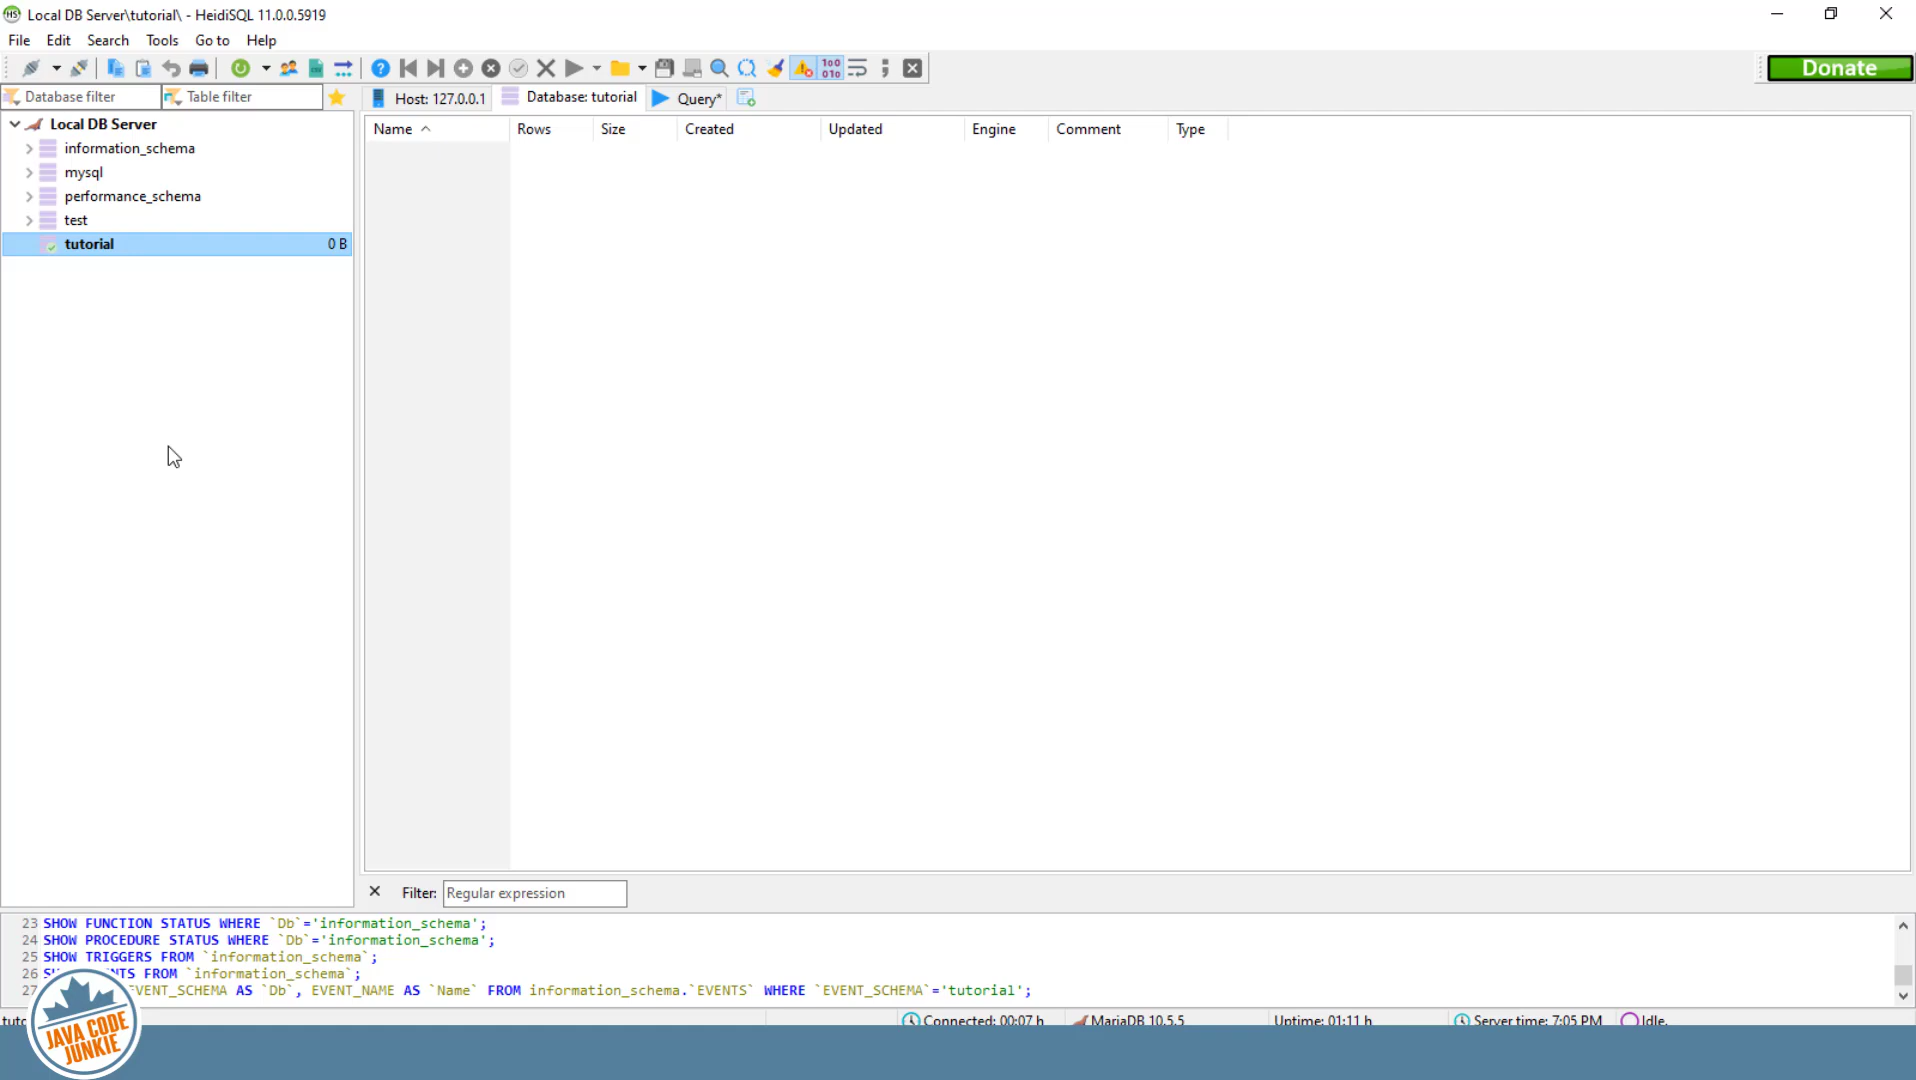 Local DB Server\tutorial\ - HeidiSQL 11.0.0.5919
File Edit Search Tools Go to Help
Donate
Database filter Table filter Host: 127.0.0.1 Database: tutorial Query*
Local DB Server
information_schema
mysql
performance_schema
test
tutorial 0 B
Name Rows Size Created Updated Engine Comment Type
Filter: Regular expression
23 SHOW FUNCTION STATUS WHERE `Db`='information_schema';
24 SHOW PROCEDURE STATUS WHERE `Db`='information_schema';
25 SHOW TRIGGERS FROM `information_schema`;
26 FROM `information_schema`;
EVENT_SCHEMA AS `Db`, EVENT_NAME AS `Name` FROM information_schema.`EVENTS` WHERE `EVENT_SCHEMA`='tutorial';
Connected: 00:07 h MariaDB 10.5.5 Uptime: 01:11 h Server time: 7:05 PM Idle.
JAVA CODE
JUNKIE